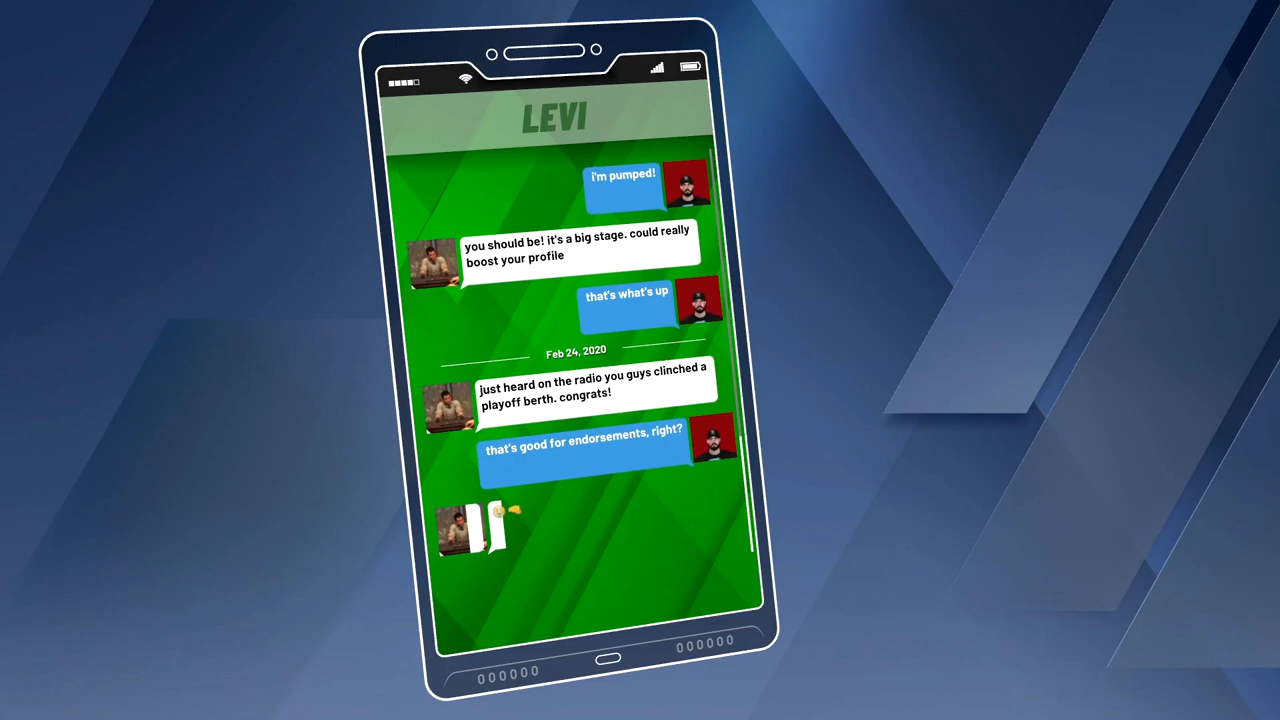 LEVI
i'm pumped!
you should be! it's a big stage. could really
boost your profile
that's what's up
Feb 24, 2020
just heard on the radio you guys clinched a
playoff berth. congrats!
that's good for endorsements, right?